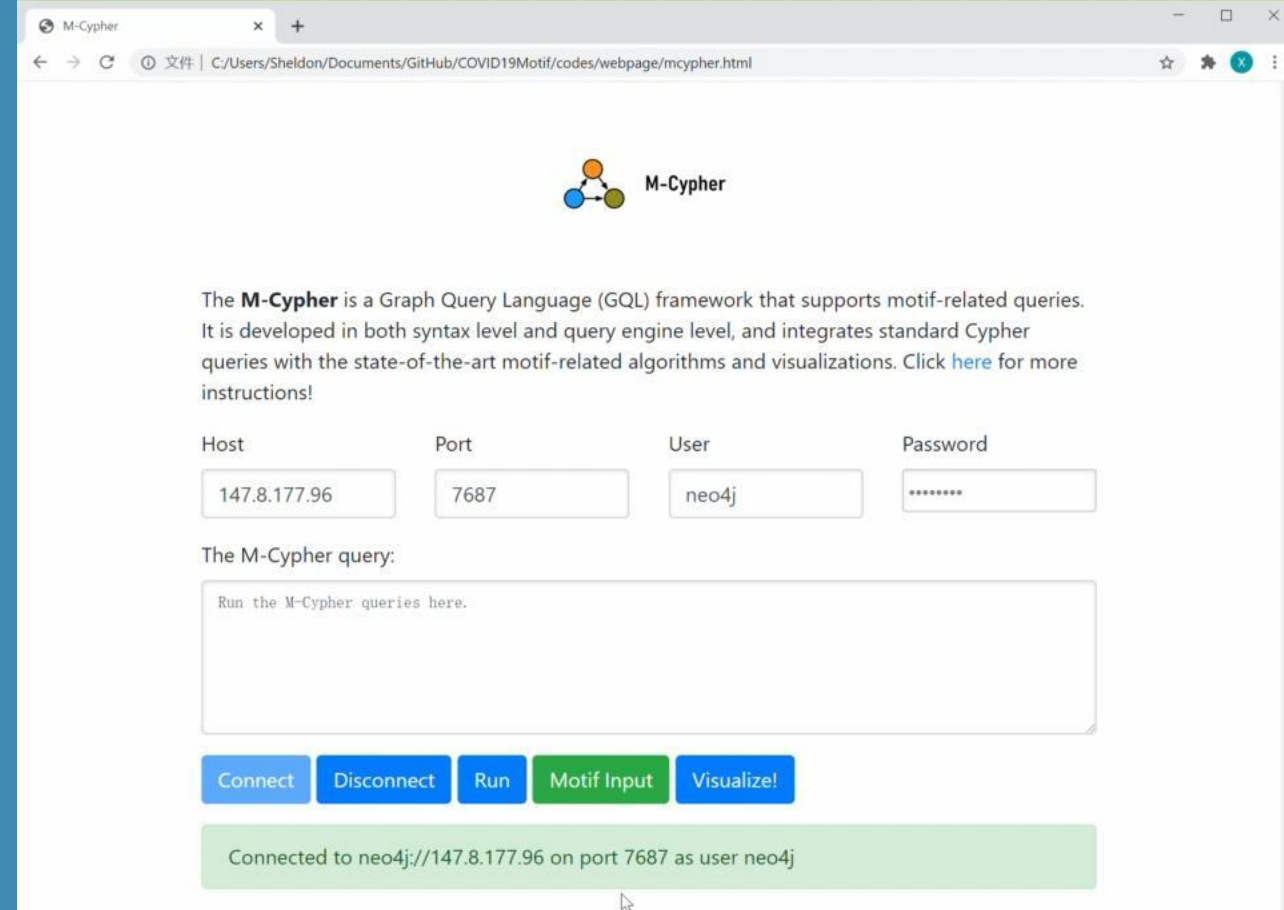 M-Cypher
文件 | C:/Users/Sheldon/Documents/GitHub/COVID19Motif/codes/webpage/mcypher.html
X
M-Cypher
The M-Cypher is a Graph Query Language (GQL) framework that supports motif-related queries.
It is developed in both syntax level and query engine level, and integrates standard Cypher
queries with the state-of-the-art motif-related algorithms and visualizations. Click here for more
instructions!
Host Port User Password
147.8.177.96 7687 neo4j ••••••••
The M-Cypher query:
Run the M-Cypher queries here.
Connect Disconnect Run Motif Input Visualize!
Connected to neo4j://147.8.177.96 on port 7687 as user neo4j